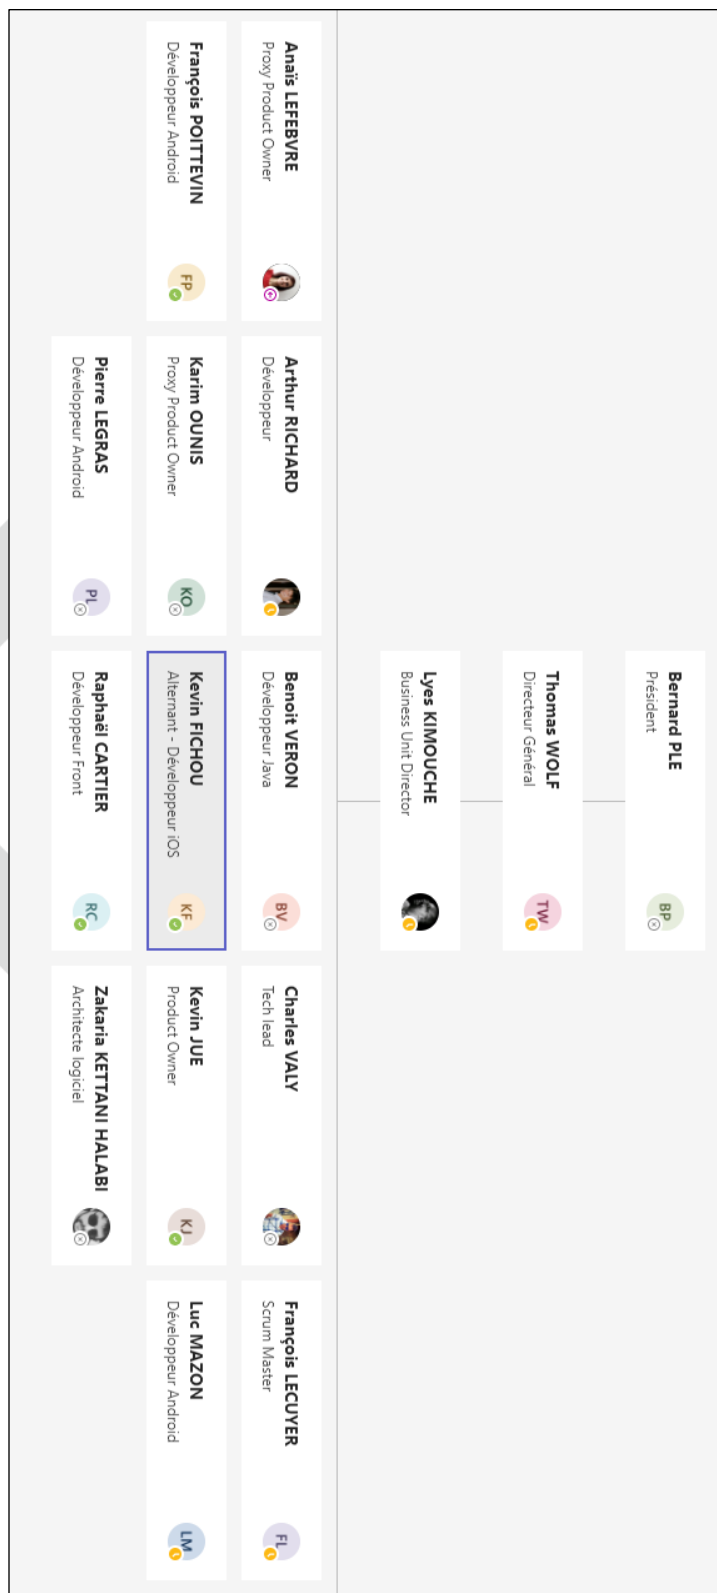 Bernard PLE
Président
BP
Thomas WOLF
Directeur Général
TW
Lyes KIMOUCHE
Business Unit Director
Anaïs LEFEBVRE
Proxy Product Owner
Arthur RICHARD
Développeur
Benoit VERON
Développeur Java
BV
Charles VALY
Tech lead
François LECUYER
Scrum Master
FL
François POITTEVIN
Développeur Android
FP
Karim OUNIS
Proxy Product Owner
KO
Kevin FICHOU
Alternant - Développeur iOS
KF
Kevin JUE
Product Owner
KJ
Luc MAZON
Développeur Android
LM
Pierre LEGRAS
Développeur Android
PL
Raphaël CARTIER
Développeur Front
RC
Zakaria KETTANI HALABI
Architecte logiciel